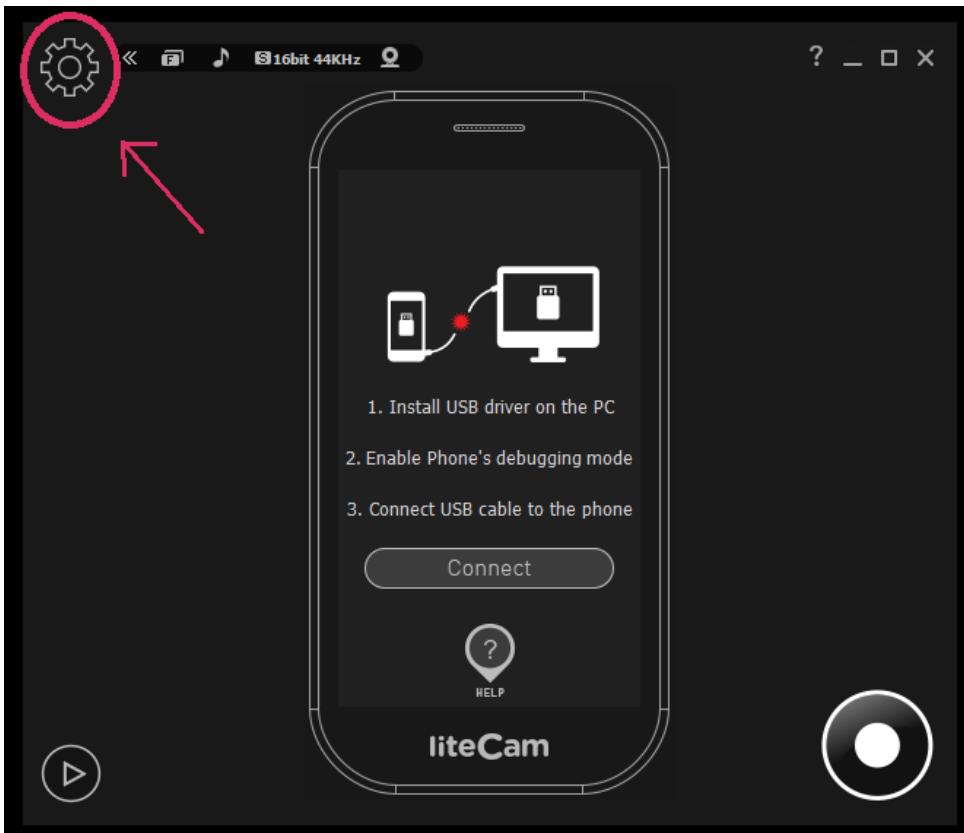 16bit 44KHz
?
1. Install USB driver on the PC
2. Enable Phone's debugging mode
3. Connect USB cable to the phone
Connect
?
HELP
liteCam